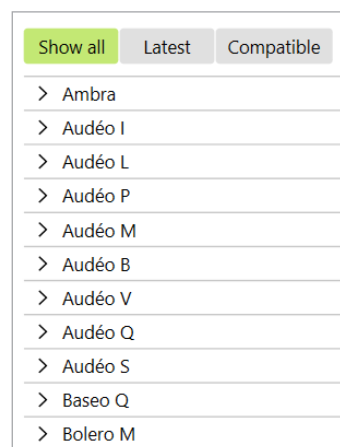 Show all Latest Compatible
Ambra
Audéo I
Audéo L
Audéo P
Audéo M
Audéo B
Audéo V
Audéo Q
Audéo S
Baseo Q
Bolero M